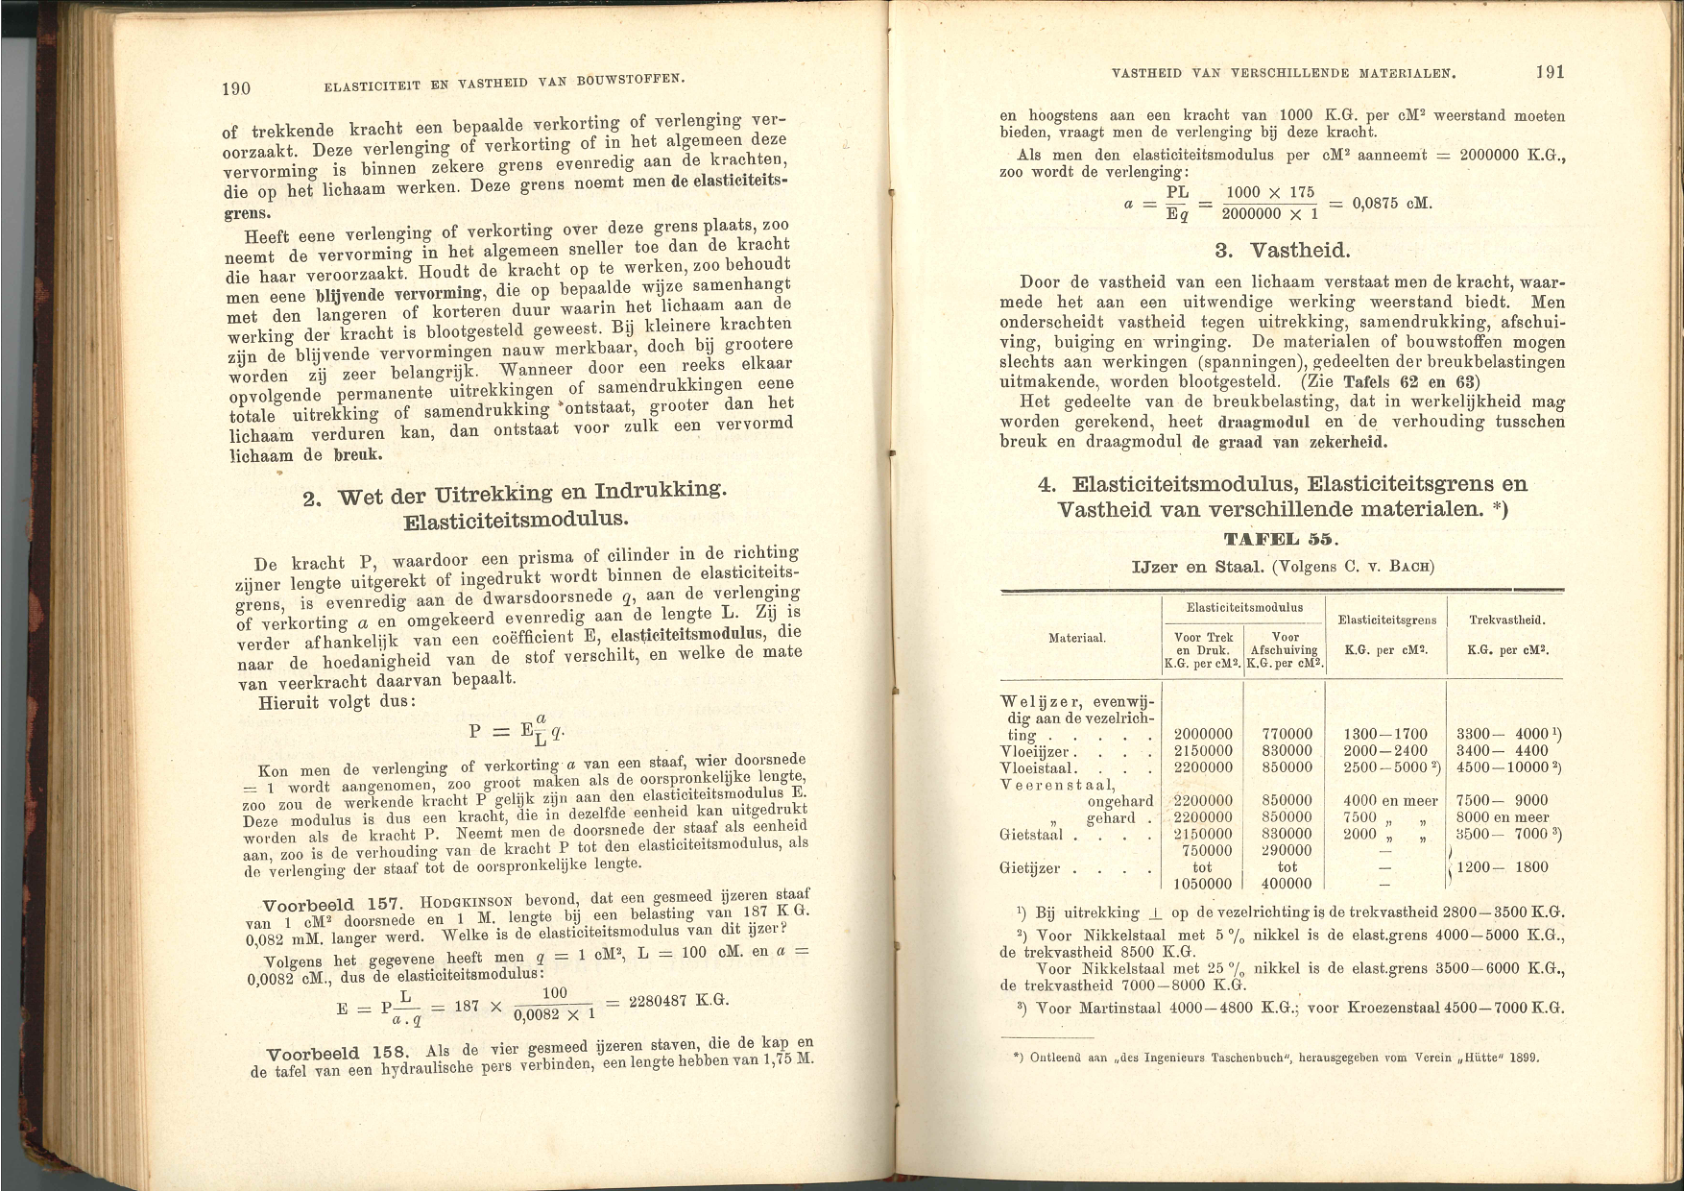 190 ELASTICITEIT EN VASTHEID VAN BOUWSTOFFEN.
of trekkende kracht een bepaalde verkorting of verlenging ver-
oorzaakt. Deze verlenging of verkorting of in het algemeen deze
vervorming is binnen zekere grens evenredig aan de krachten,
die op het lichaam werken. Deze grens noemt men de elasticiteits-
grens.
Heeft eene verlenging of verkorting over deze grens plaats, zoo
neemt de vervorming in het algemeen sneller toe dan de kracht
die haar veroorzaakt. Houdt de kracht op te werken, zoo behoudt
men eene blijvende vervorming, die op bepaalde wijze samenhangt
met den langeren of korteren duur waarin het lichaam aan de
werking der kracht is blootgesteld geweest. Bij kleinere krachten
zijn de blijvende vervormingen nauw merkbaar, doch bij grootere
worden zij zeer belangrijk. Wanneer door een reeks elkaar
opvolgende permanente uitrekkingen of samendrukkingen eene
totale uitrekking of samendrukking ontstaat, grooter dan het
lichaam verduren kan, dan ontstaat voor zulk een vervormd
lichaam de breuk.
2. Wet der Uitrekking en Indrukking.
Elasticiteitsmodulus.
De kracht P, waardoor een prisma of cilinder in de richting
zijner lengte uitgerekt of ingedrukt wordt binnen de elasticiteits-
grens, is evenredig aan de dwarsdoorsnede q, aan de verlenging
of verkorting a en omgekeerd evenredig aan de lengte L. Zij is
verder afhankelijk van een coëfficient E, elasticiteitsmodulus, die
naar de hoedanigheid van de stof verschilt, en welke de mate
van veerkracht daarvan bepaalt.
Hieruit volgt dus:
P = E a/L q.
Kon men de verlenging of verkorting a van een staaf, wier doorsnede
= 1 wordt aangenomen, zoo groot maken als de oorspronkelijke lengte,
zoo zou de werkende kracht P gelijk zijn aan den elasticiteitsmodulus E.
Deze modulus is dus een kracht, die in dezelfde eenheid kan uitgedrukt
worden als de kracht P. Neemt men de doorsnede der staaf als eenheid
aan, zoo is de verhouding van de kracht P tot den elasticiteitsmodulus, als
de verlenging der staaf tot de oorspronkelijke lengte.
Voorbeeld 157. HODGKINSON bevond, dat een gesmeed ijzeren staaf
van 1 cM² doorsnede en 1 M. lengte bij een belasting van 187 K G.
0,082 mM. langer werd. Welke is de elasticiteitsmodulus van dit ijzer?
Volgens het gegevene heeft men q = 1 cM², L = 100 cM. en a =
0,0082 cM., dus de elasticiteitsmodulus:
E = P L/a . q = 187 × 100/0,0082 × 1 = 2280487 K.G.
Voorbeeld 158. Als de vier gesmeed ijzeren staven, die de kap en
de tafel van een hydraulische pers verbinden, een lengte hebben van 1,75 M.
VASTHEID VAN VERSCHILLENDE MATERIALEN. 191
en hoogstens aan een kracht van 1000 K.G. per cM² weerstand moeten
bieden, vraagt men de verlenging bij deze kracht.
Als men den elasticiteitsmodulus per cM² aanneemt = 2000000 K.G.,
zoo wordt de verlenging:
a = PL/Eq = 1000 × 175/2000000 × 1 = 0,0875 cM.
3. Vastheid.
Door de vastheid van een lichaam verstaat men de kracht, waar-
mede het aan een uitwendige werking weerstand biedt. Men
onderscheidt vastheid tegen uitrekking, samendrukking, afschui-
ving, buiging en wringing. De materialen of bouwstoffen mogen
slechts aan werkingen (spanningen), gedeelten der breukbelastingen
uitmakende, worden blootgesteld. (Zie Tafels 62 en 63)
Het gedeelte van de breukbelasting, dat in werkelijkheid mag
worden gerekend, heet draagmodul en de verhouding tusschen
breuk en draagmodul de graad van zekerheid.
4. Elasticiteitsmodulus, Elasticiteitsgrens en
Vastheid van verschillende materialen. *)
TAFEL 55.
IJzer en Staal. (Volgens C. v. BACH)
Materiaal. Elasticiteitsmodulus Elasticiteitsgrens Trekvastheid.
Voor Trek Voor
en Druk. Afschuiving K.G. per cM². K.G. per cM².
K.G. per cM². K.G. per cM².
Welijzer, evenwij-
dig aan de vezelrich-
ting . . . . . 2000000 770000 1300—1700 3300— 4000 ¹)
Vloeiijzer . . . . 2150000 830000 2000—2400 3400— 4400
Vloeistaal. . . . 2200000 850000 2500—5000 ²) 4500—10000 ²)
Veerenstaal,
ongehard 2200000 850000 4000 en meer 7500— 9000
„ gehard . 2200000 850000 7500 „ „ 8000 en meer
Gietstaal . . . . 2150000 830000 2000 „ „ 3500— 7000 ³)
750000 290000 —
Gietijzer . . . . tot tot — 1200— 1800
1050000 400000 —
¹) Bij uitrekking ⊥ op de vezelrichting is de trekvastheid 2800—3500 K.G.
²) Voor Nikkelstaal met 5 % nikkel is de elast.grens 4000—5000 K.G.,
de trekvastheid 8500 K.G.
Voor Nikkelstaal met 25 % nikkel is de elast.grens 3500—6000 K.G.,
de trekvastheid 7000—8000 K.G.
³) Voor Martinstaal 4000—4800 K.G.; voor Kroezenstaal 4500—7000 K.G.
*) Ontleend aan „des Ingenieurs Taschenbuch“, herausgegeben vom Verein „Hütte“ 1899.